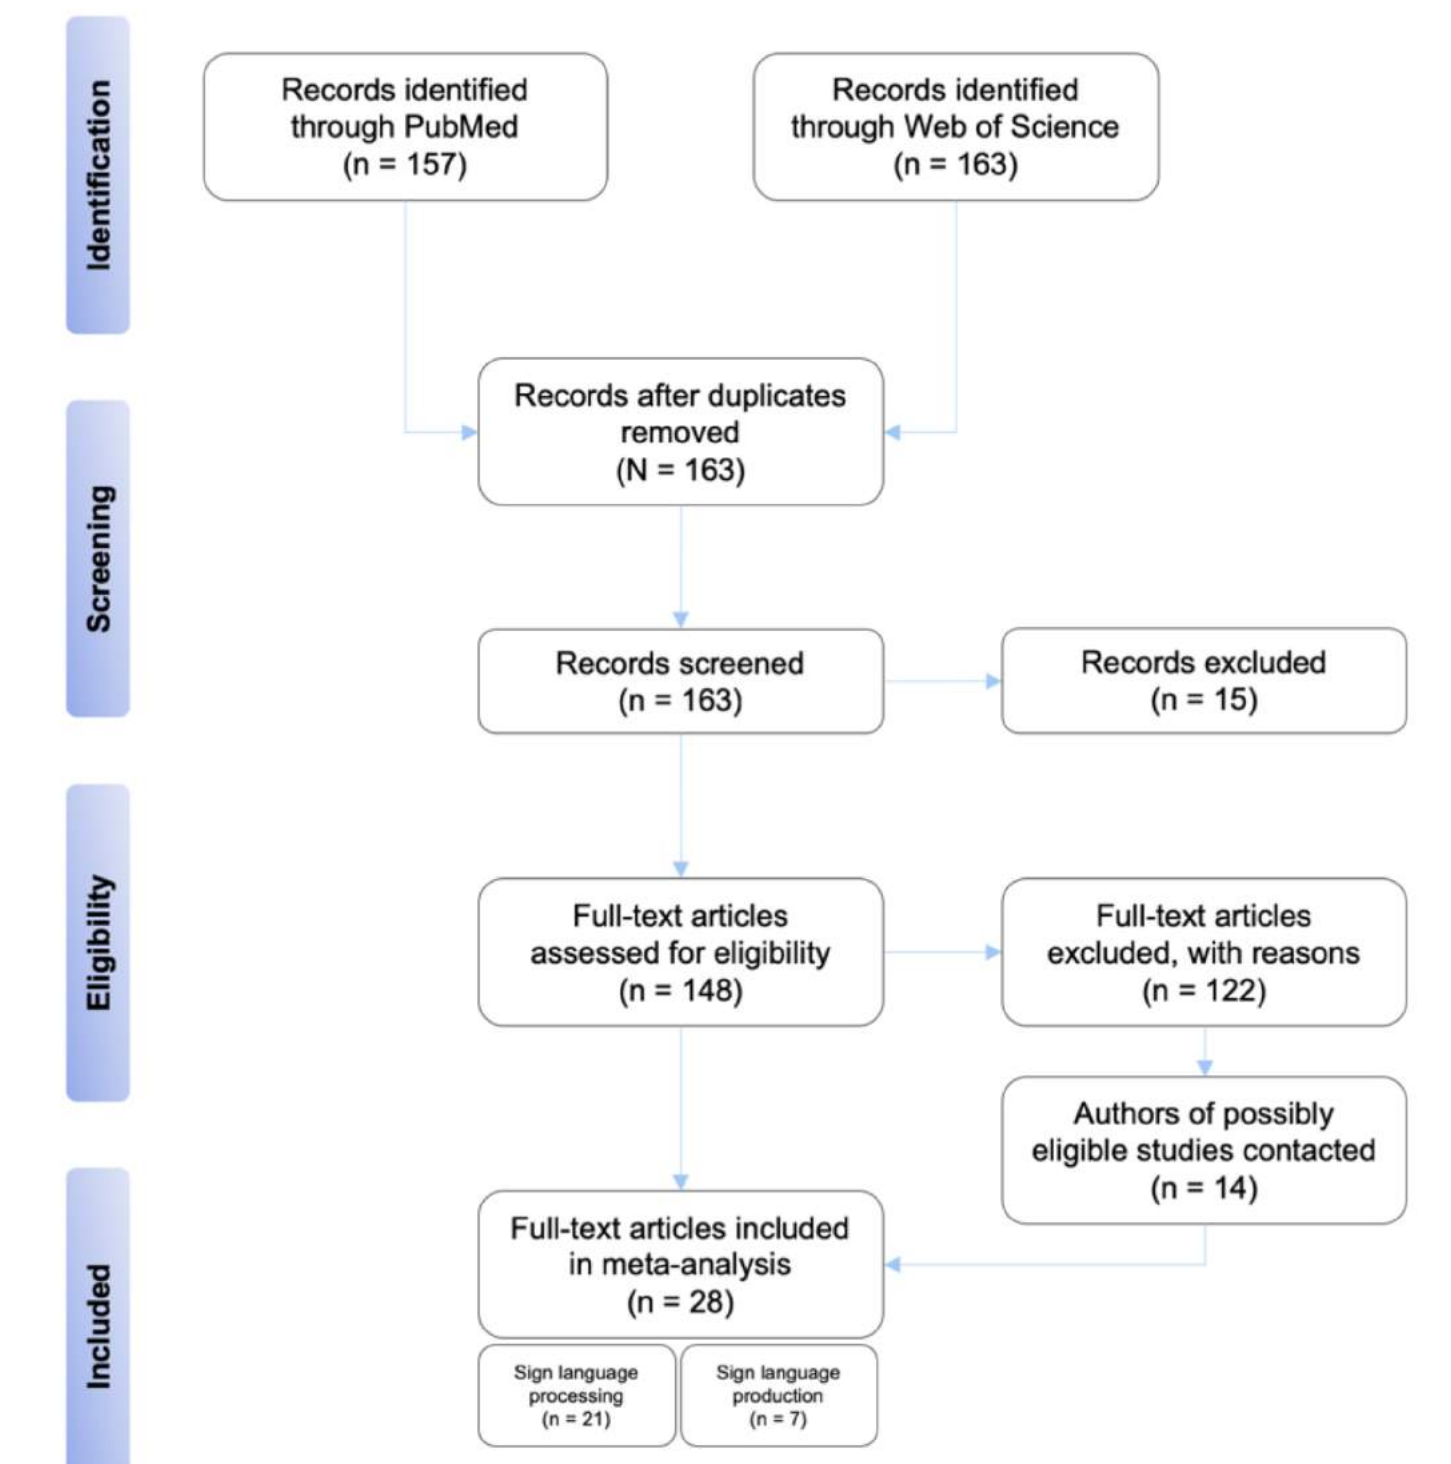 Identification
Records identified
through PubMed
(n = 157)
Records identified
through Web of Science
(n = 163)
Screening
Records after duplicates
removed
(N = 163)
Records screened
(n = 163)
Records excluded
(n = 15)
Eligibility
Full-text articles
assessed for eligibility
(n = 148)
Full-text articles
excluded, with reasons
(n = 122)
Authors of possibly
eligible studies contacted
(n = 14)
Included
Full-text articles included
in meta-analysis
(n = 28)
Sign language
processing
(n = 21)
Sign language
production
(n = 7)